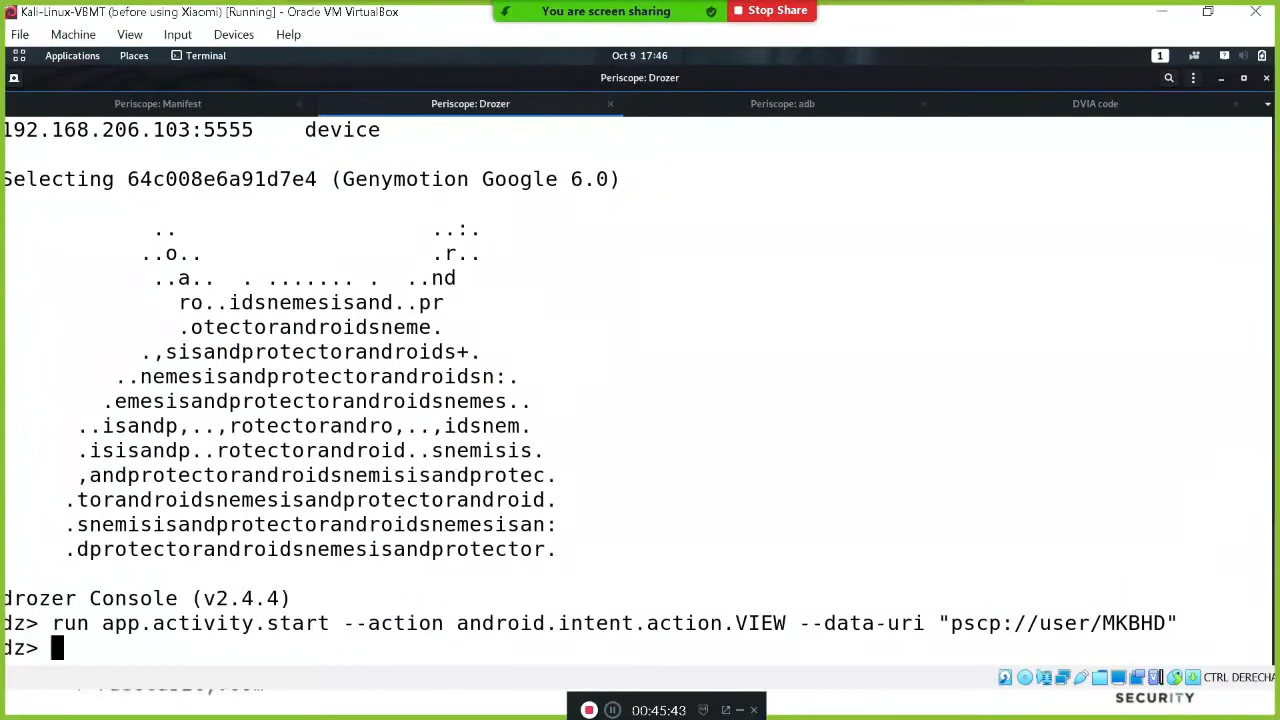 Kali-Linux-VBMT (before using Xiaomi) [Running] - Oracle VM VirtualBox
You are screen sharing
Stop Share
File Machine View Input Devices Help
Applications Places Terminal
Oct 9 17:46
1
Periscope: Drozer
Periscope: Manifest
Periscope: Drozer
Periscope: adb
DVIA code
192.168.206.103:5555    device
Selecting 64c008e6a91d7e4 (Genymotion Google 6.0)
..                    ..:.
..o..                  .r..
..a..  . ....... .  ..nd
ro..idsnemesisand..pr
.otectorandroidsneme.
.,sisandprotectorandroids+.
..nemesisandprotectorandroidsn:.
.emesisandprotectorandroidsnemes..
..isandp,..,rotectorandro,..,idsnem.
.isisandp..rotectorandroid..snemisis.
,andprotectorandroidsnemisisandprotec.
.torandroidsnemesisandprotectorandroid.
.snemisisandprotectorandroidsnemesisan:
.dprotectorandroidsnemesisandprotector.
drozer Console (v2.4.4)
dz> run app.activity.start --action android.intent.action.VIEW --data-uri "pscp://user/MKBHD"
dz>
CTRL DERECHA
SECURITY
00:45:43